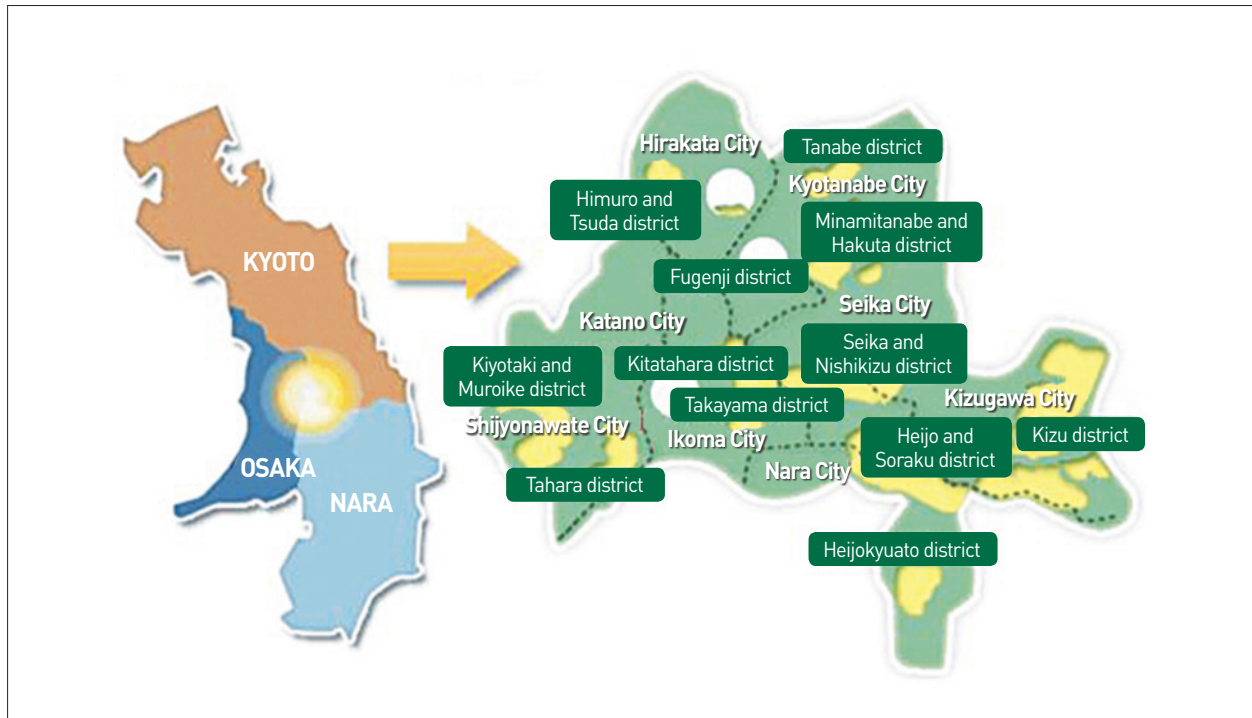 KYOTO
OSAKA
NARA
Hirakata City
Tanabe district
Kyotanabe City
Himuro and
Tsuda district
Minamitanabe and
Hakuta district
Fugenji district
Seika City
Katano City
Seika and
Nishikizu district
Kiyotaki and
Muroike district
Kitatahara district
Takayama district
Kizugawa City
Shijyonawate City
Ikoma City
Heijo and
Soraku district
Kizu district
Nara City
Tahara district
Heijokyuato district